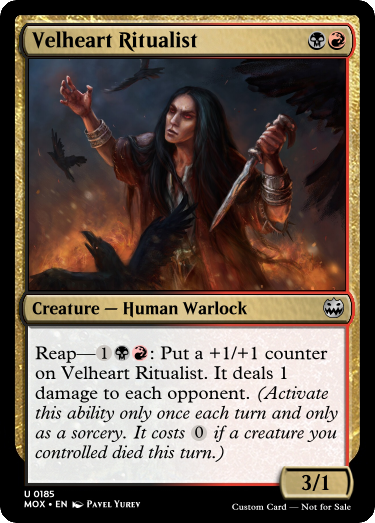 Velheart Ritualist
Creature — Human Warlock
Reap—1: Put a +1/+1 counter
on Velheart Ritualist. It deals 1
damage to each opponent. (Activate
this ability only once each turn and only
as a sorcery. It costs 0 if a creature you
controlled died this turn.)
3/1
U 0185
MOX • EN Pavel Yurev
Custom Card — Not for Sale